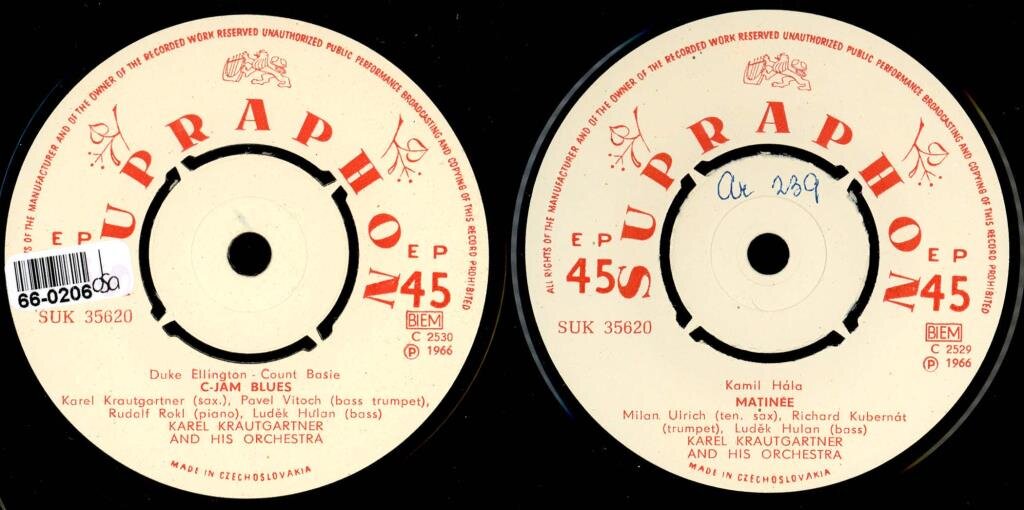 S OF THE MANUFACTURER AND OF THE OWNER OF THE RECORDED WORK RESERVED UNAUTHORIZED PUBLIC PERFORMANCE BROADCASTING AND COPYING OF THIS RECORD PROHIBITED
UPRAPHON
EP
EP
45
66-0206
OSA
SUK 35620
BIEM
C 2530
Ⓟ 1966
Duke Ellington - Count Basie
C-JAM BLUES
Karel Krautgartner (sax.), Pavel Vitoch (bass trumpet),
Rudolf Rokl (piano), Luděk Hulan (bass)
KAREL KRAUTGARTNER
AND HIS ORCHESTRA
MADE IN CZECHOSLOVAKIA
ALL RIGHTS OF THE MANUFACTURER AND OF THE OWNER OF THE RECORDED WORK RESERVED UNAUTHORIZED PUBLIC PERFORMANCE BROADCASTING AND COPYING OF THIS RECORD PROHIBITED
SUPRAPHON
Ar 239
EP
45
EP
45
SUK 35620
BIEM
C 2529
Ⓟ 1966
Kamil Hála
MATINÉE
Milan Ulrich (ten. sax), Richard Kubernát
(trumpet), Luděk Hulan (bass)
KAREL KRAUTGARTNER
AND HIS ORCHESTRA
MADE IN CZECHOSLOVAKIA